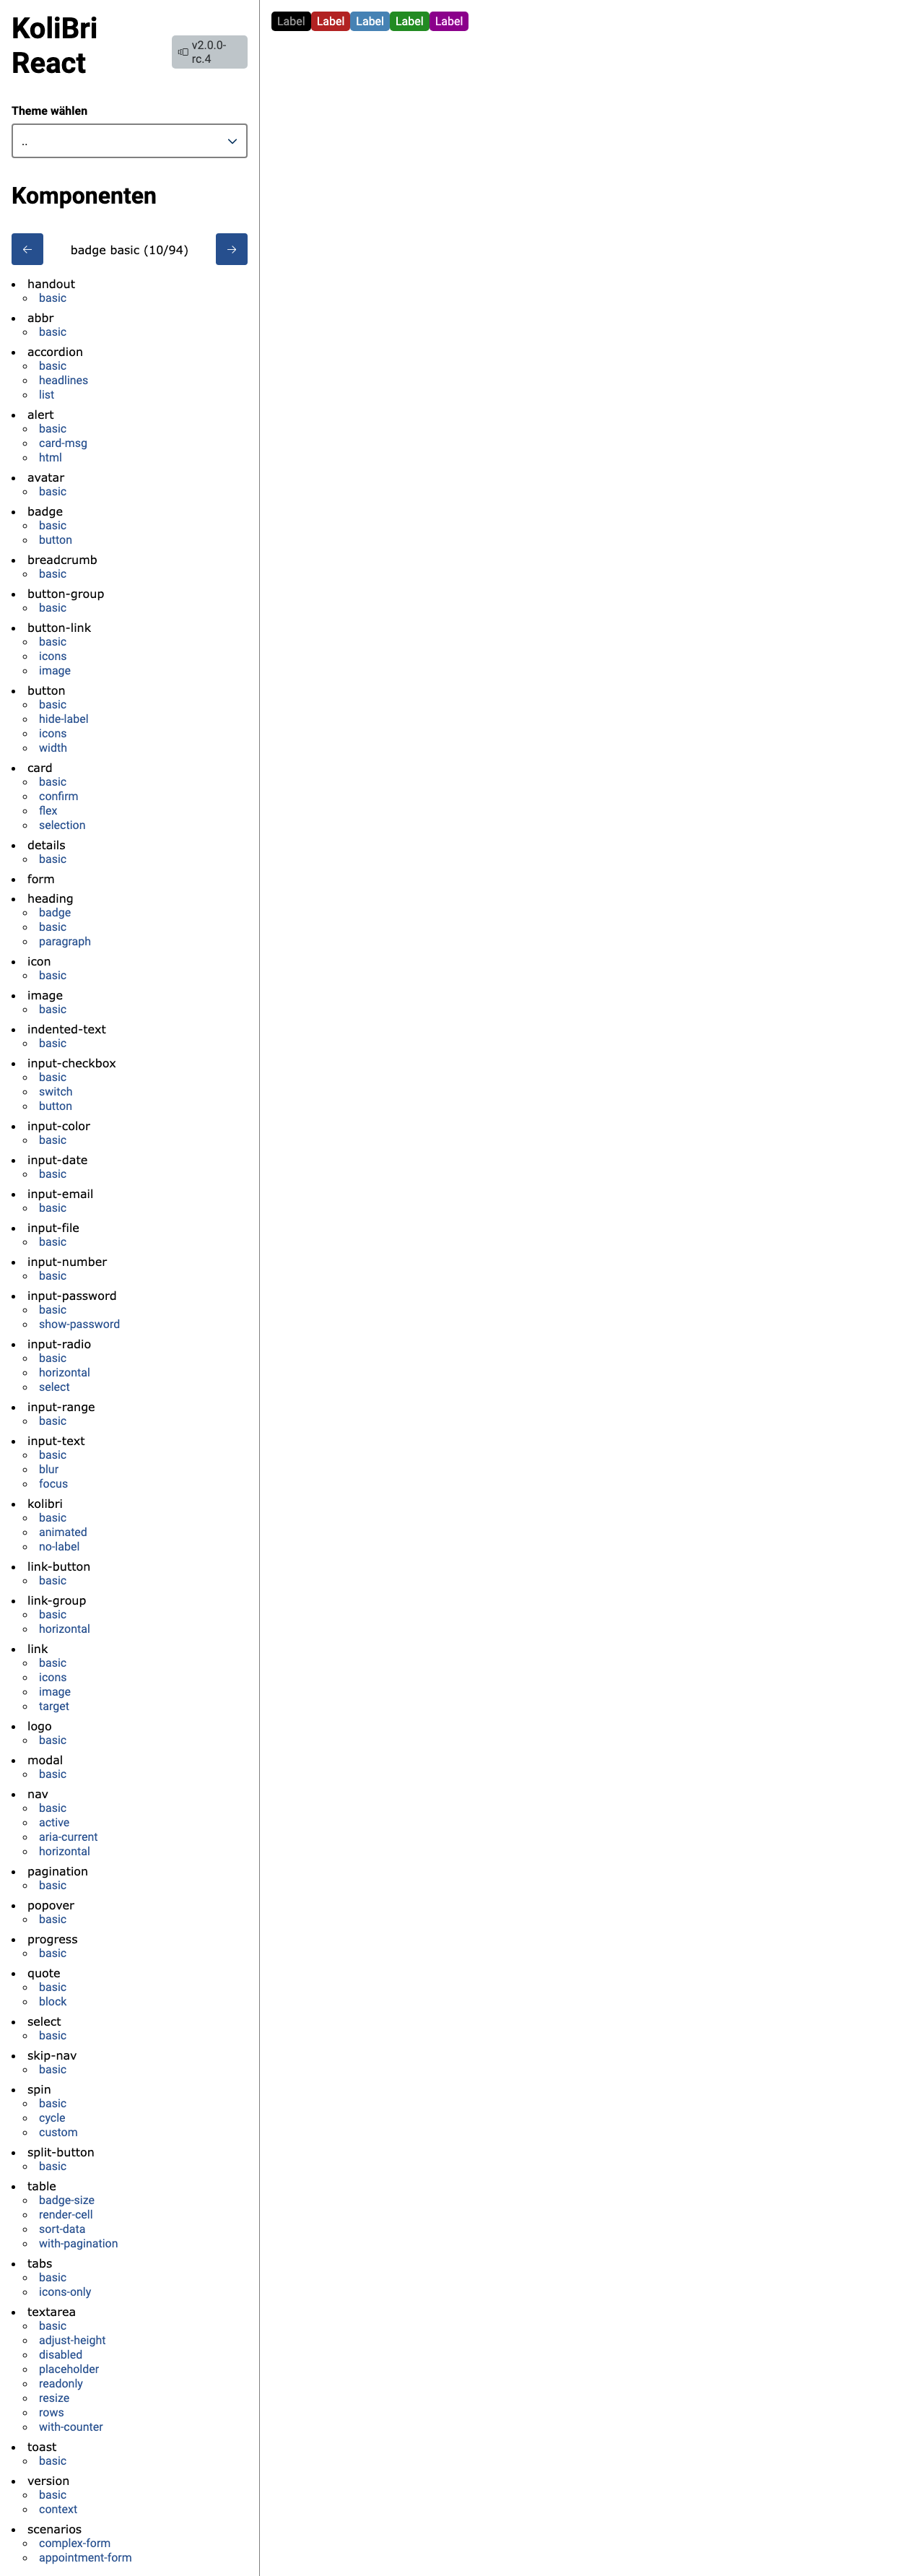 KoliBri
React
v2.0.0-
rc.4
Theme wählen
..
Komponenten
badge basic (10/94)
handout
basic
abbr
basic
accordion
basic
headlines
list
alert
basic
card-msg
html
avatar
basic
badge
basic
button
breadcrumb
basic
button-group
basic
button-link
basic
icons
image
button
basic
hide-label
icons
width
card
basic
confirm
flex
selection
details
basic
form
heading
badge
basic
paragraph
icon
basic
image
basic
indented-text
basic
input-checkbox
basic
switch
button
input-color
basic
input-date
basic
input-email
basic
input-file
basic
input-number
basic
input-password
basic
show-password
input-radio
basic
horizontal
select
input-range
basic
input-text
basic
blur
focus
kolibri
basic
animated
no-label
link-button
basic
link-group
basic
horizontal
link
basic
icons
image
target
logo
basic
modal
basic
nav
basic
active
aria-current
horizontal
pagination
basic
popover
basic
progress
basic
quote
basic
block
select
basic
skip-nav
basic
spin
basic
cycle
custom
split-button
basic
table
badge-size
render-cell
sort-data
with-pagination
tabs
basic
icons-only
textarea
basic
adjust-height
disabled
placeholder
readonly
resize
rows
with-counter
toast
basic
version
basic
context
scenarios
complex-form
appointment-form
Label Label Label Label Label